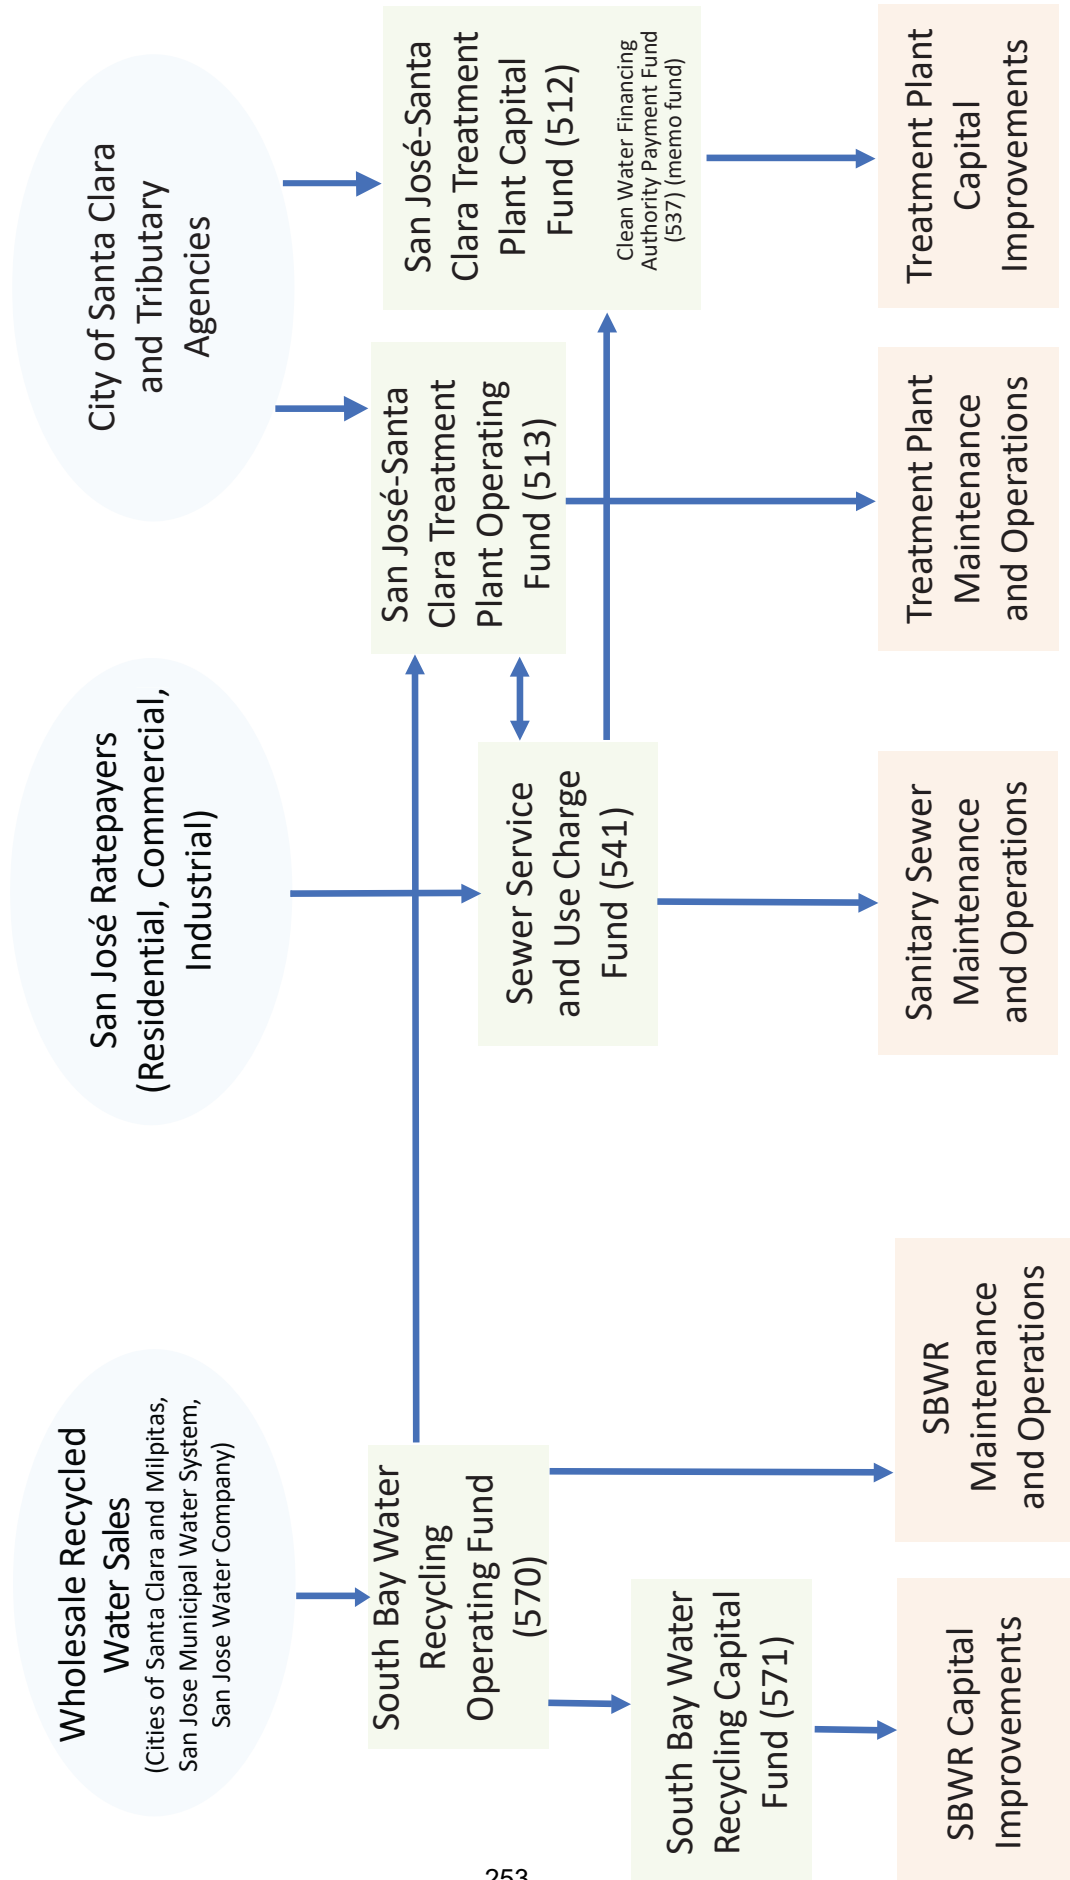 Wholesale Recycled
Water Sales
(Cities of Santa Clara and Milpitas,
San Jose Municipal Water System,
San Jose Water Company)
San José Ratepayers
(Residential, Commercial,
Industrial)
City of Santa Clara
and Tributary
Agencies
South Bay Water
Recycling
Operating Fund
(570)
South Bay Water
Recycling Capital
Fund (571)
Sewer Service
and Use Charge
Fund (541)
San José-Santa
Clara Treatment
Plant Operating
Fund (513)
San José-Santa
Clara Treatment
Plant Capital
Fund (512)
Clean Water Financing
Authority Payment Fund
(537) (memo fund)
SBWR Capital
Improvements
SBWR
Maintenance
and Operations
Sanitary Sewer
Maintenance
and Operations
Treatment Plant
Maintenance
and Operations
Treatment Plant
Capital
Improvements
253